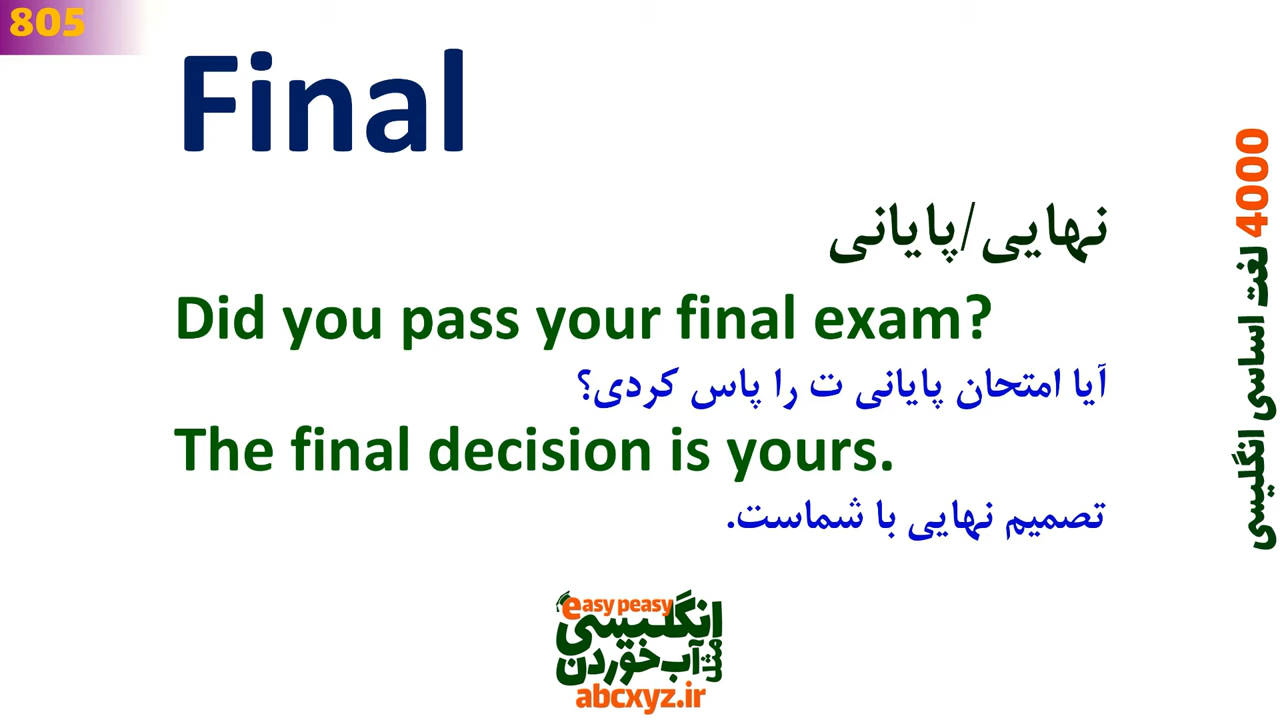 805
Final
نهایی/پایانی
Did you pass your final exam?
آیا امتحان پایانی ت را پاس کردی؟
The final decision is yours.
تصمیم نهایی با شماست.
4000 لغت اساسی انگلیسی
easy peasy
انگلیسی
مثل آب خوردن
abcxyz.ir